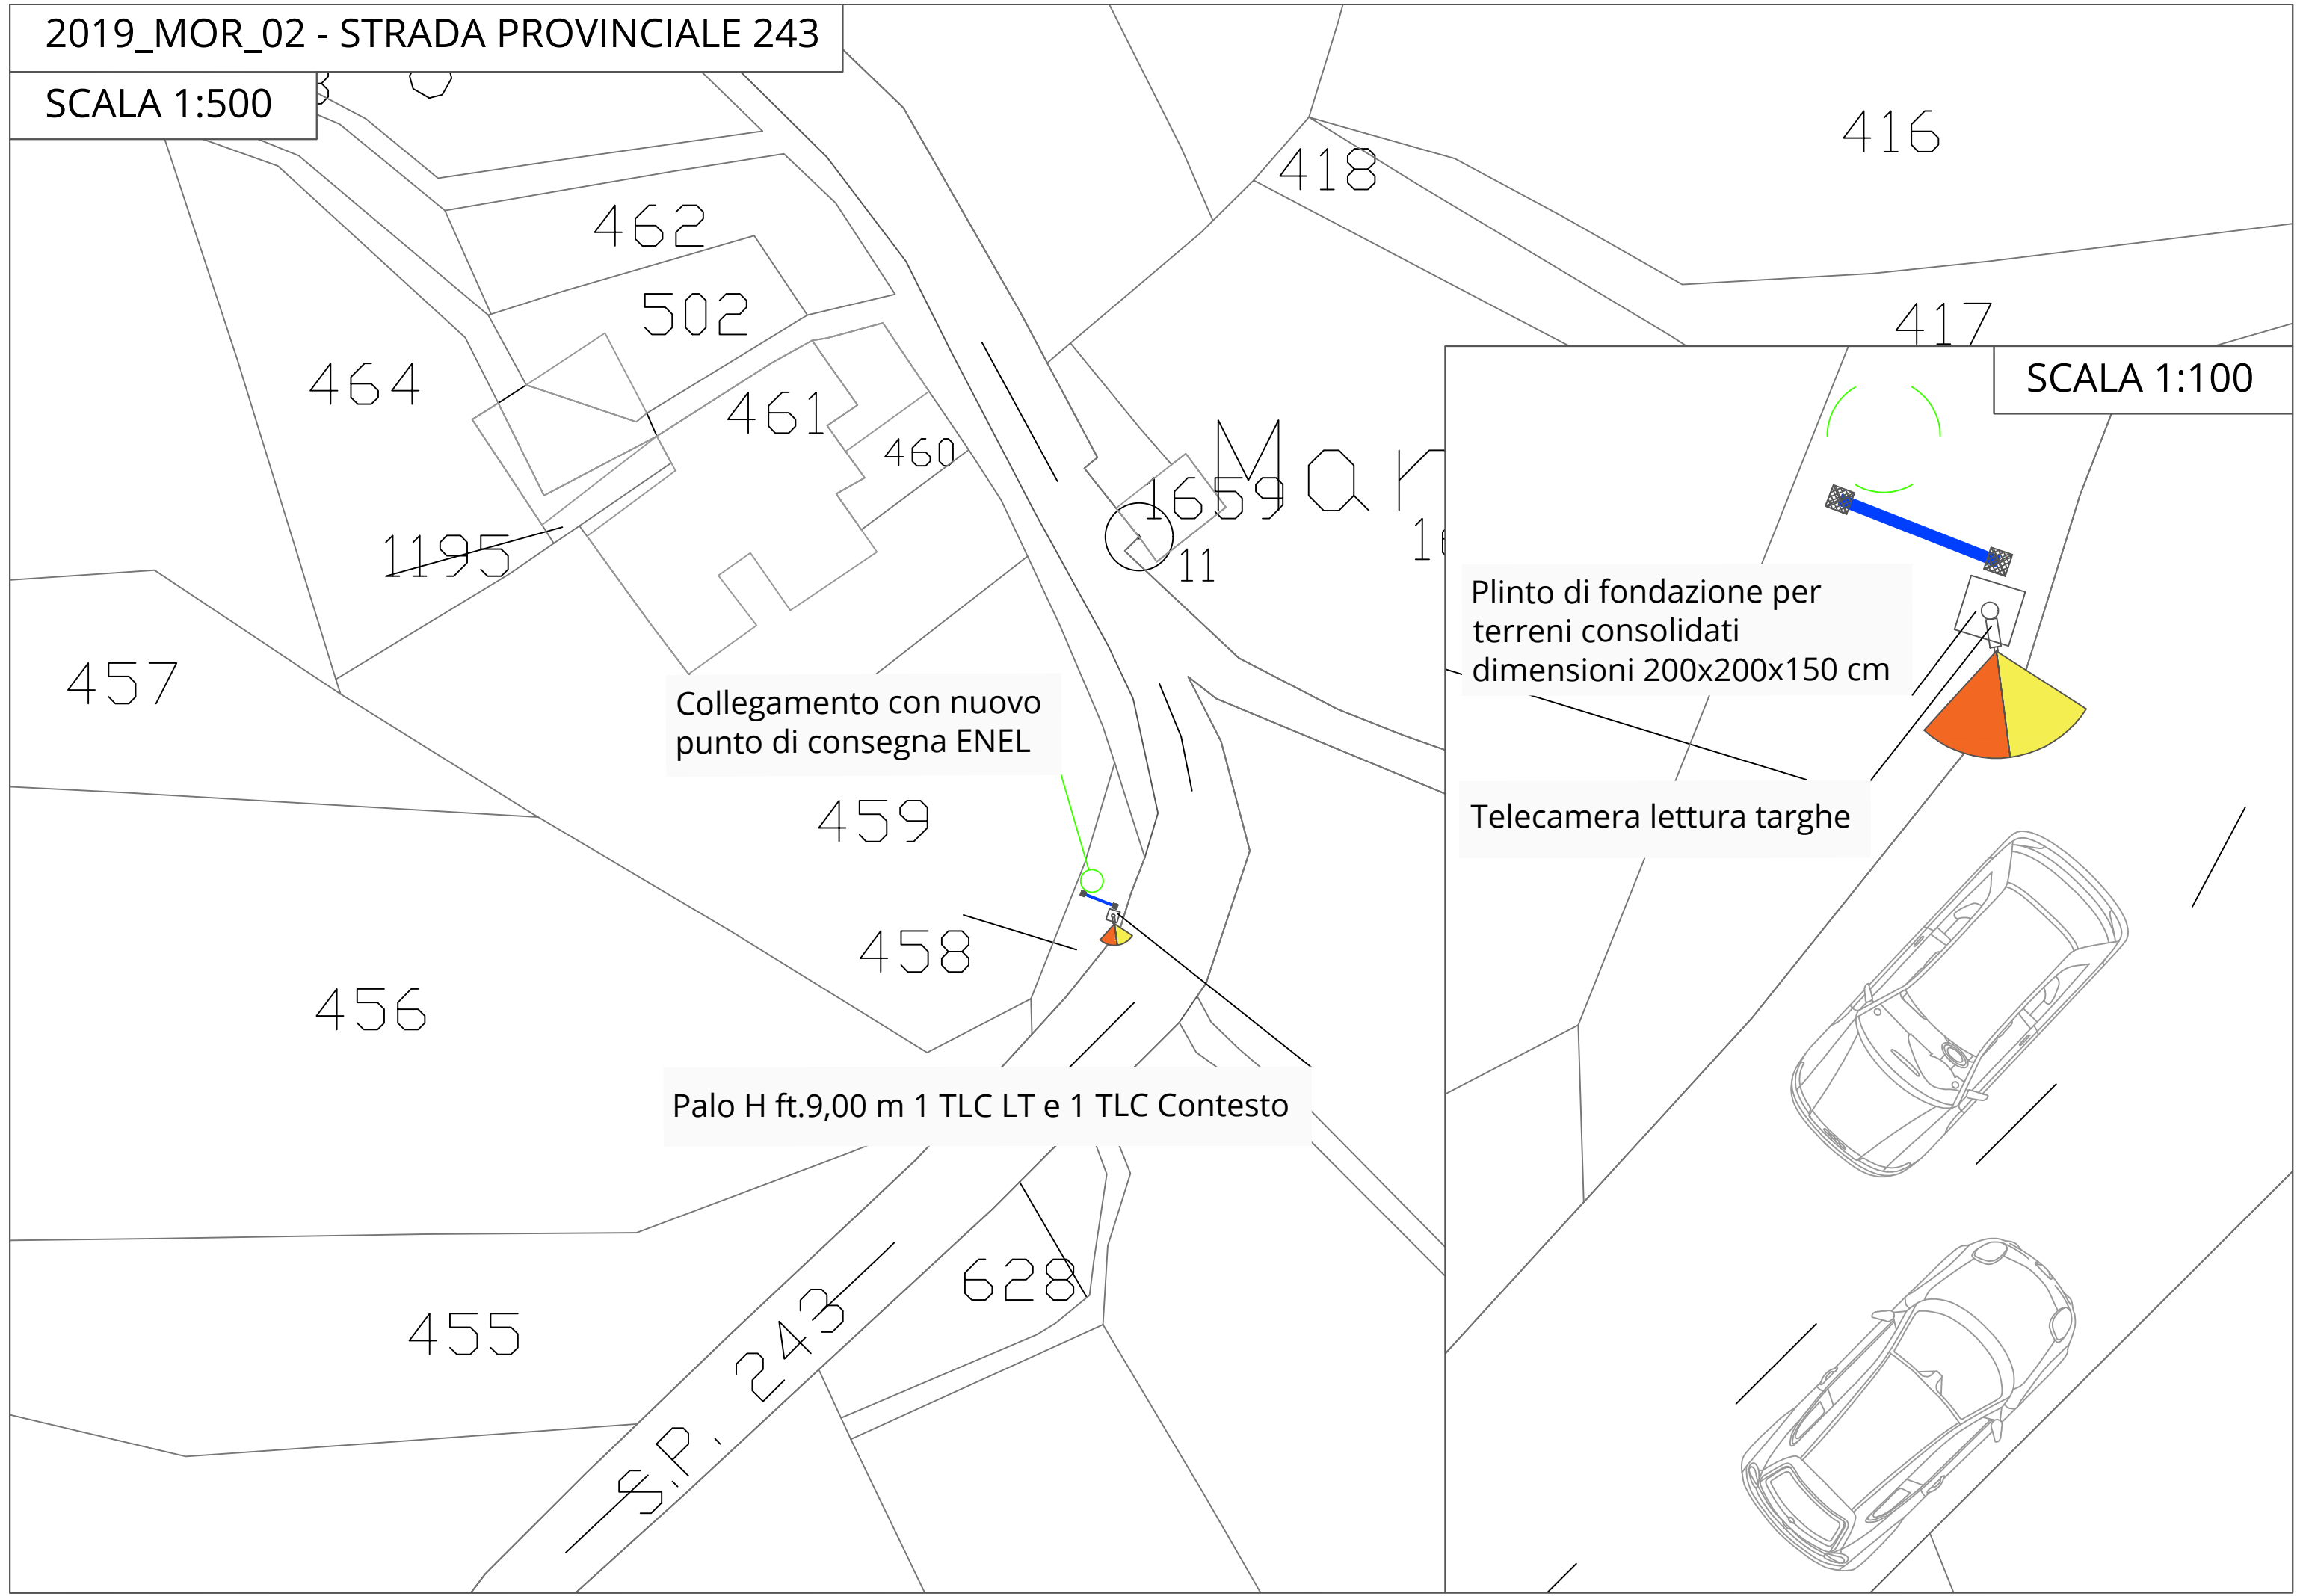 2019_MOR_02 - STRADA PROVINCIALE 243
SCALA 1:500
416
418
462
417
502
SCALA 1:100
464
461
460
Mar
1659
1195
11
Plinto di fondazione per
terreni consolidati
dimensioni 200x200x150 cm
457
Collegamento con nuovo
punto di consegna ENEL
459
Telecamera lettura targhe
458
456
Palo H ft.9,00 m 1 TLC LT e 1 TLC Contesto
628
455
S.P. 243